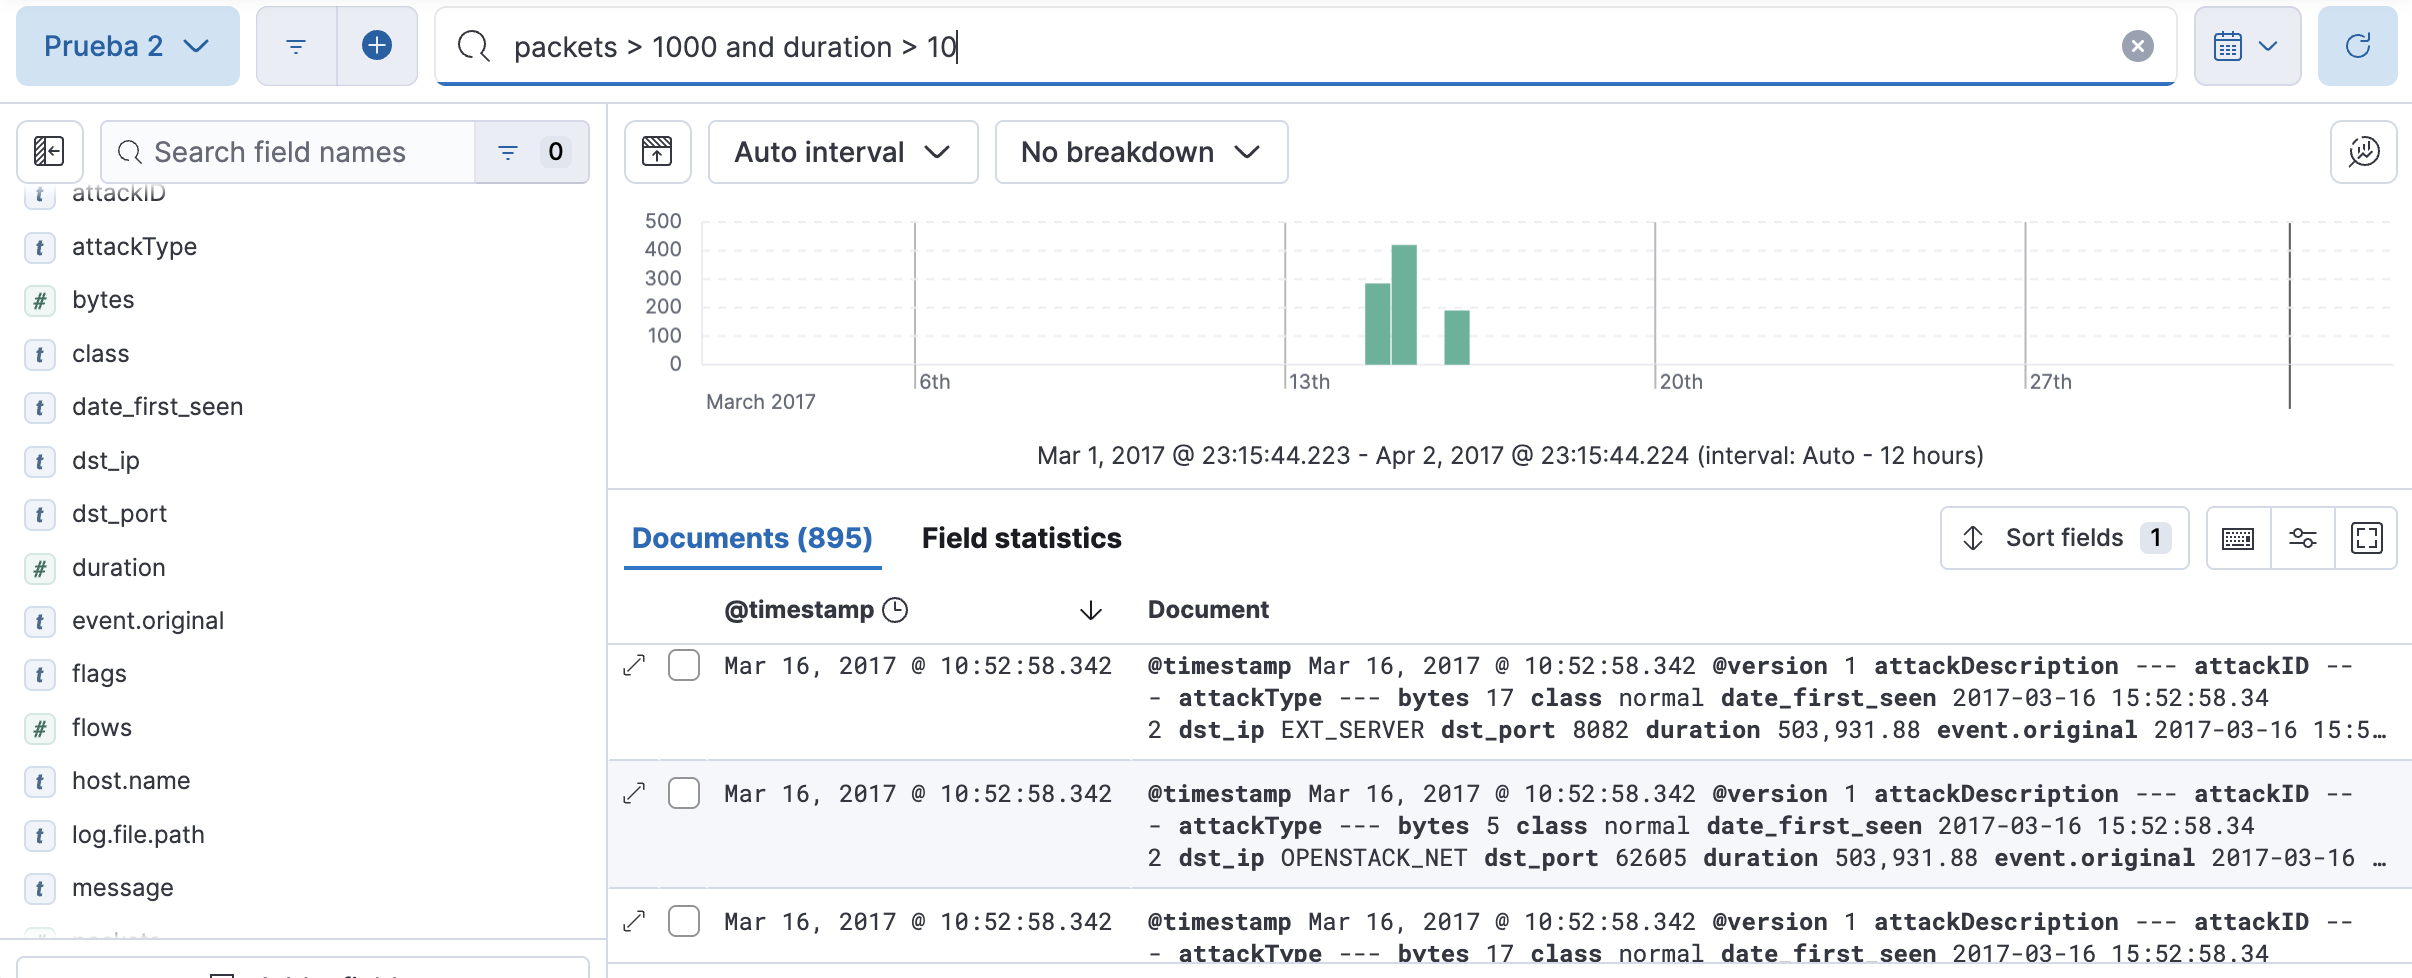 Prueba 2
packets > 1000 and duration > 10
Search field names
0
Auto interval
No breakdown
attackID
t attackType
# bytes
t class
t date_first_seen
t dst_ip
t dst_port
# duration
t event.original
t flags
# flows
t host.name
t log.file.path
t message
500
400
300
200
100
0
6th
13th
20th
27th
March 2017
Mar 1, 2017 @ 23:15:44.223 - Apr 2, 2017 @ 23:15:44.224 (interval: Auto - 12 hours)
Documents (895)
Field statistics
Sort fields 1
@timestamp
Document
Mar 16, 2017 @ 10:52:58.342
@timestamp Mar 16, 2017 @ 10:52:58.342 @version 1 attackDescription --- attackID --
- attackType --- bytes 17 class normal date_first_seen 2017-03-16 15:52:58.34
2 dst_ip EXT_SERVER dst_port 8082 duration 503,931.88 event.original 2017-03-16 15:5…
Mar 16, 2017 @ 10:52:58.342
@timestamp Mar 16, 2017 @ 10:52:58.342 @version 1 attackDescription --- attackID --
- attackType --- bytes 5 class normal date_first_seen 2017-03-16 15:52:58.34
2 dst_ip OPENSTACK_NET dst_port 62605 duration 503,931.88 event.original 2017-03-16 …
Mar 16, 2017 @ 10:52:58.342
@timestamp Mar 16, 2017 @ 10:52:58.342 @version 1 attackDescription --- attackID --
- attackType --- bytes 17 class normal date_first_seen 2017-03-16 15:52:58.34